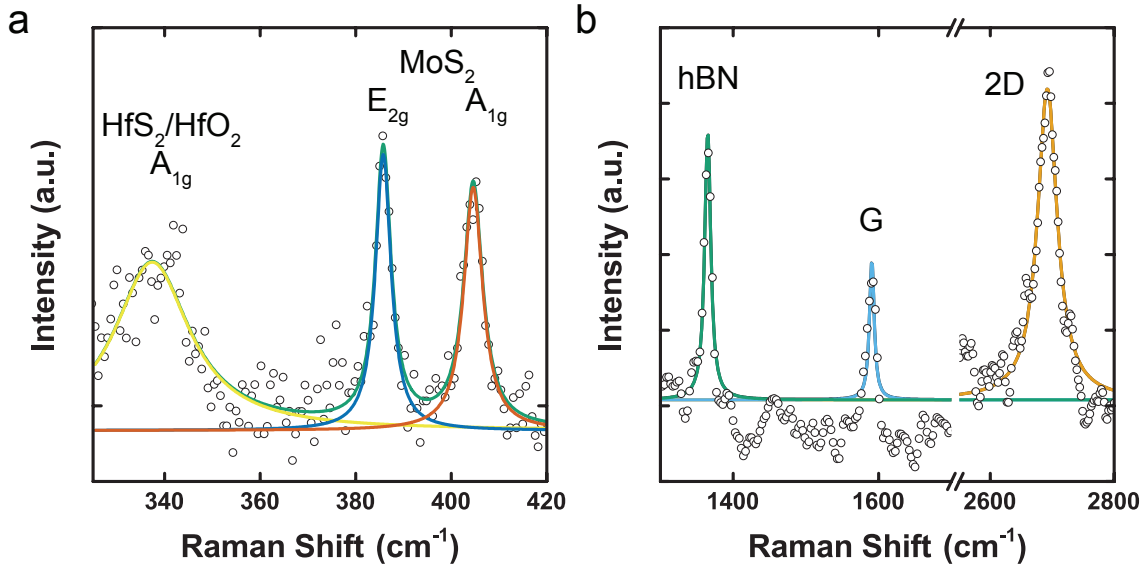 a
HfS₂/HfO₂
A₁g
MoS₂
E₂g
A₁g
Intensity (a.u.)
340 360 380 400 420
Raman Shift (cm⁻¹)
b
hBN
G
2D
Intensity (a.u.)
1400 1600 2600 2800
Raman Shift (cm⁻¹)